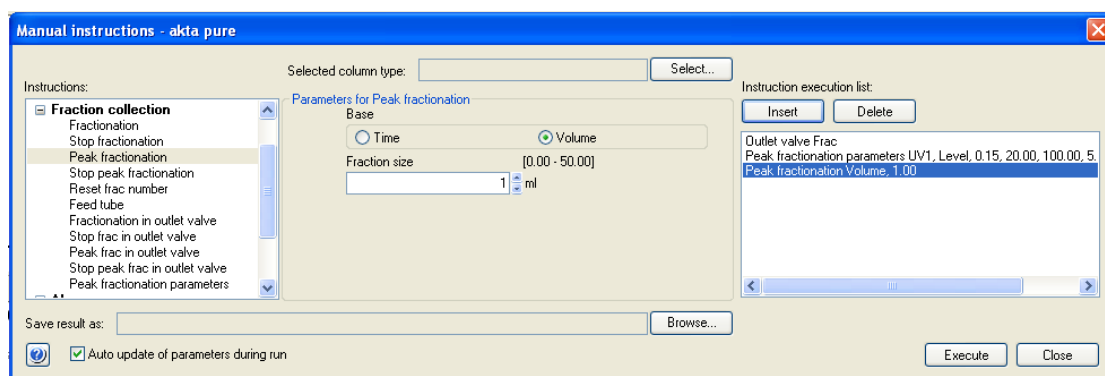 Manual instructions - akta pure
Selected column type:
Select...
Instructions:
Fraction collection
Fractionation
Stop fractionation
Peak fractionation
Stop peak fractionation
Reset frac number
Feed tube
Fractionation in outlet valve
Stop frac in outlet valve
Peak frac in outlet valve
Stop peak frac in outlet valve
Peak fractionation parameters
Parameters for Peak fractionation
Base
Time
Volume
Fraction size [0.00 - 50.00]
1 ml
Instruction execution list:
Insert
Delete
Outlet valve Frac
Peak fractionation parameters UV1, Level, 0.15, 20.00, 100.00, 5.
Peak fractionation Volume, 1.00
Save result as:
Browse...
Auto update of parameters during run
Execute
Close